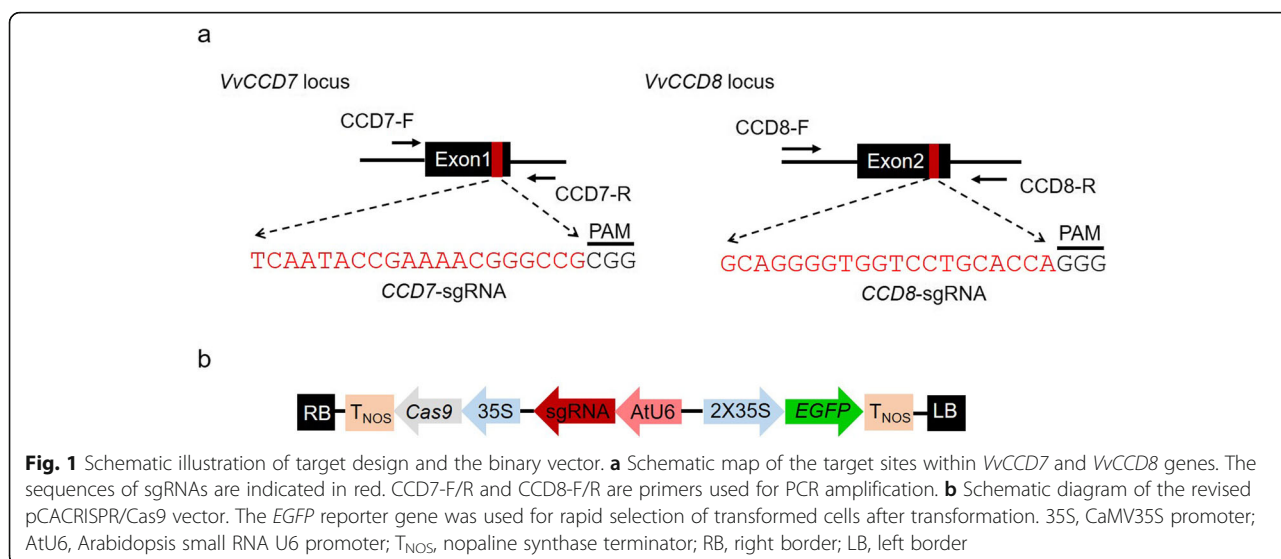 a
VvCCD7 locus
VvCCD8 locus
CCD7-F
CCD8-F
Exon1
Exon2
CCD7-R
CCD8-R
PAM
PAM
TCAATACCGAAAACGGGCCGCGG
GCAGGGGTGGTCCTGCACCAGGG
CCD7-sgRNA
CCD8-sgRNA
b
RB TNOS Cas9 35S sgRNA AtU6 2X35S EGFP TNOS LB
Fig. 1 Schematic illustration of target design and the binary vector. a Schematic map of the target sites within VvCCD7 and VvCCD8 genes. The
sequences of sgRNAs are indicated in red. CCD7-F/R and CCD8-F/R are primers used for PCR amplification. b Schematic diagram of the revised
pCACRISPR/Cas9 vector. The EGFP reporter gene was used for rapid selection of transformed cells after transformation. 35S, CaMV35S promoter;
AtU6, Arabidopsis small RNA U6 promoter; TNOS, nopaline synthase terminator; RB, right border; LB, left border